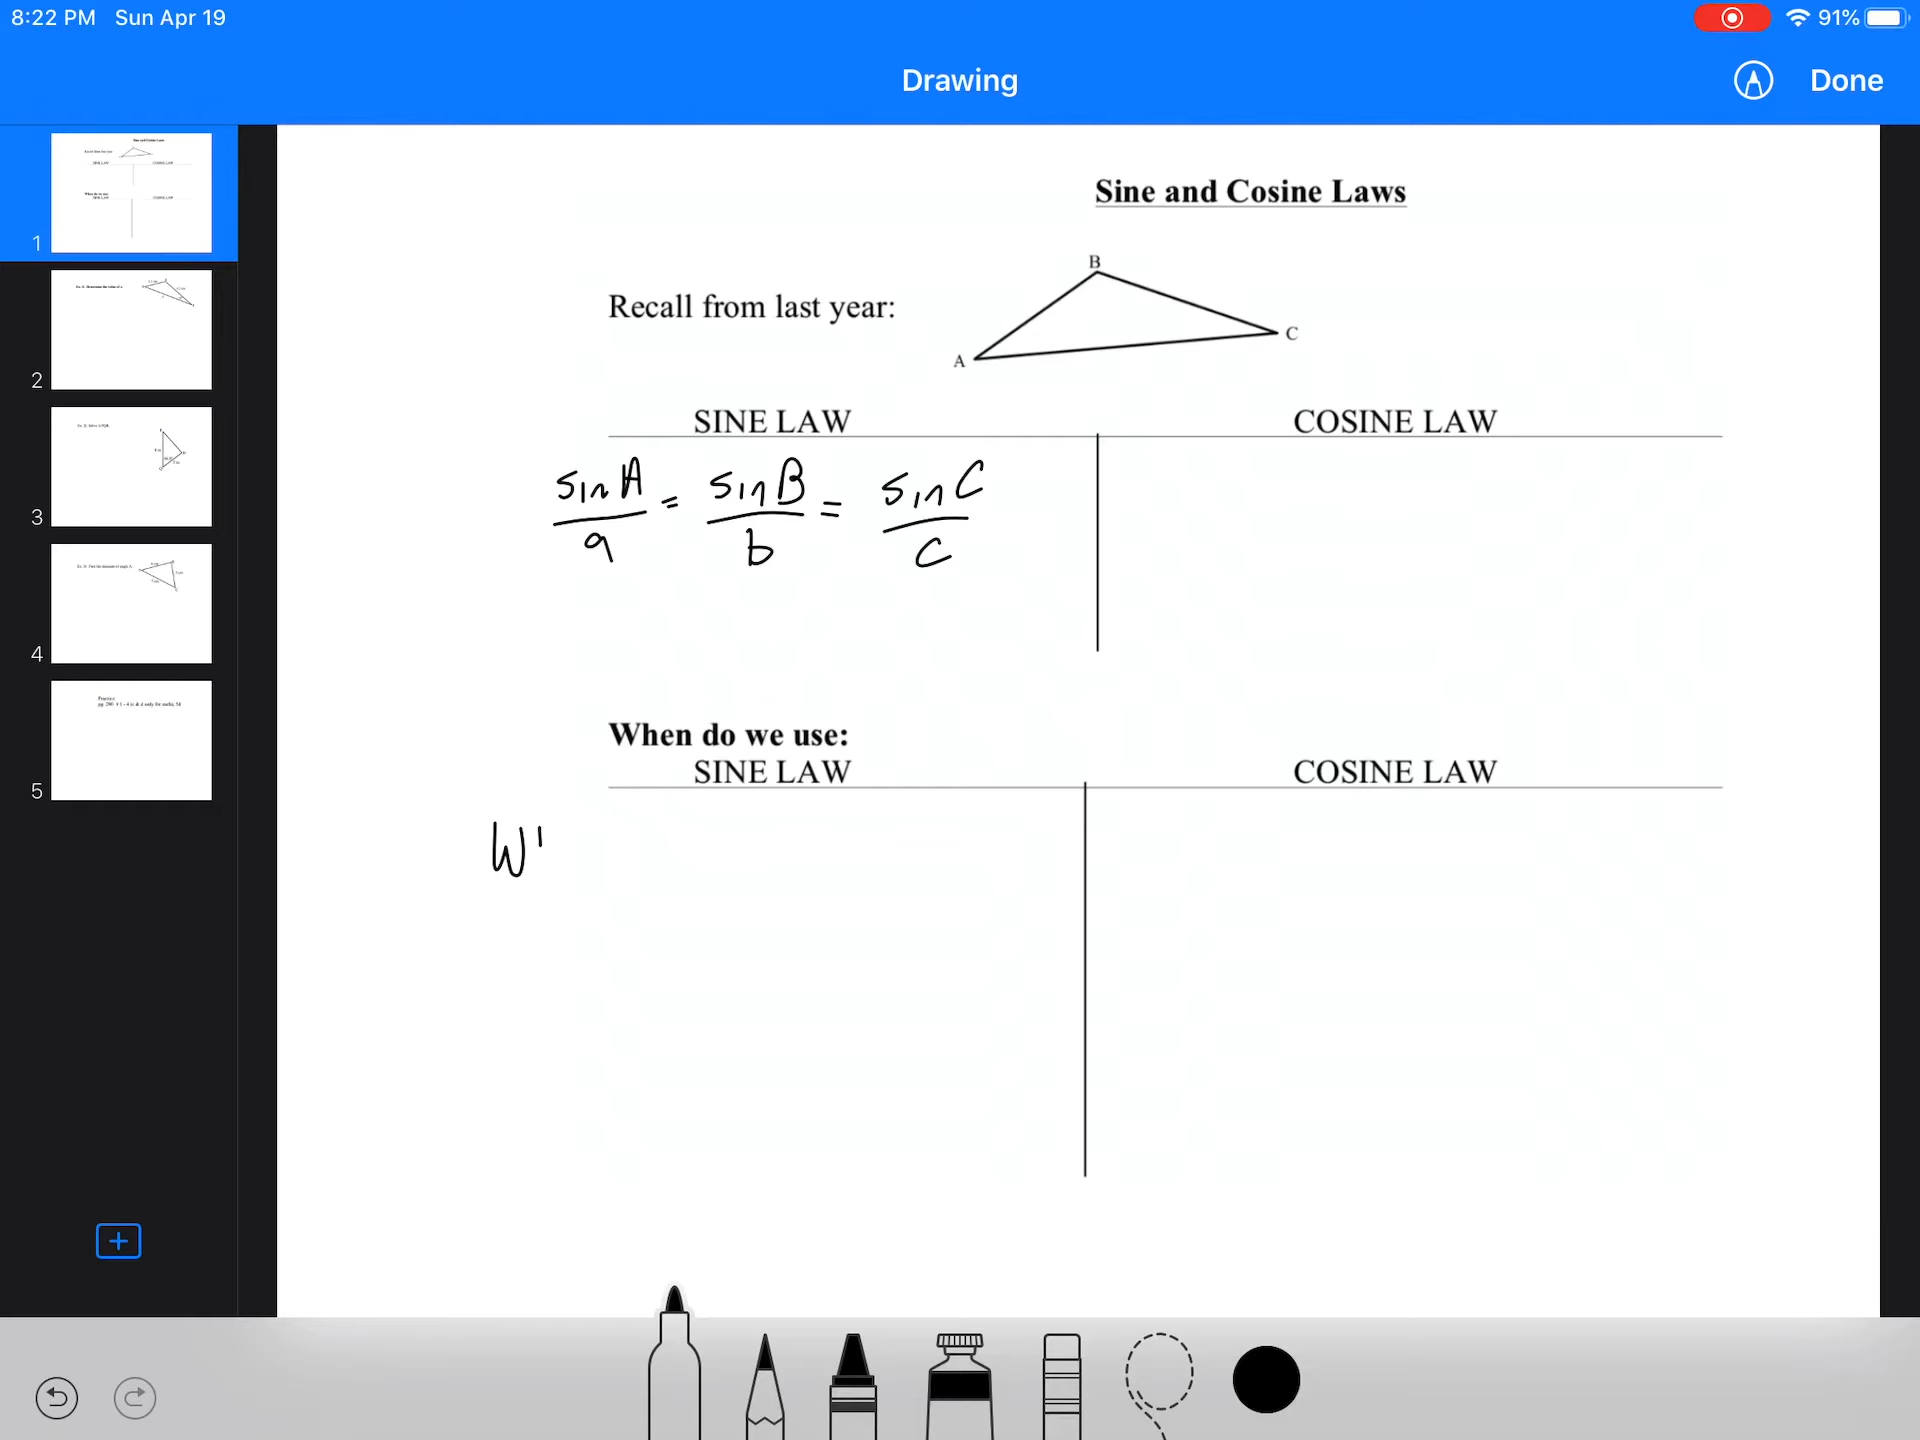 8:22 PM Sun Apr 19
91%
Drawing
Done
1
2
3
4
5
Sine and Cosine Laws
Recall from last year:
B
A
C
SINE LAW COSINE LAW
sin A / a = sin B / b = sin C / c
When do we use:
SINE LAW COSINE LAW